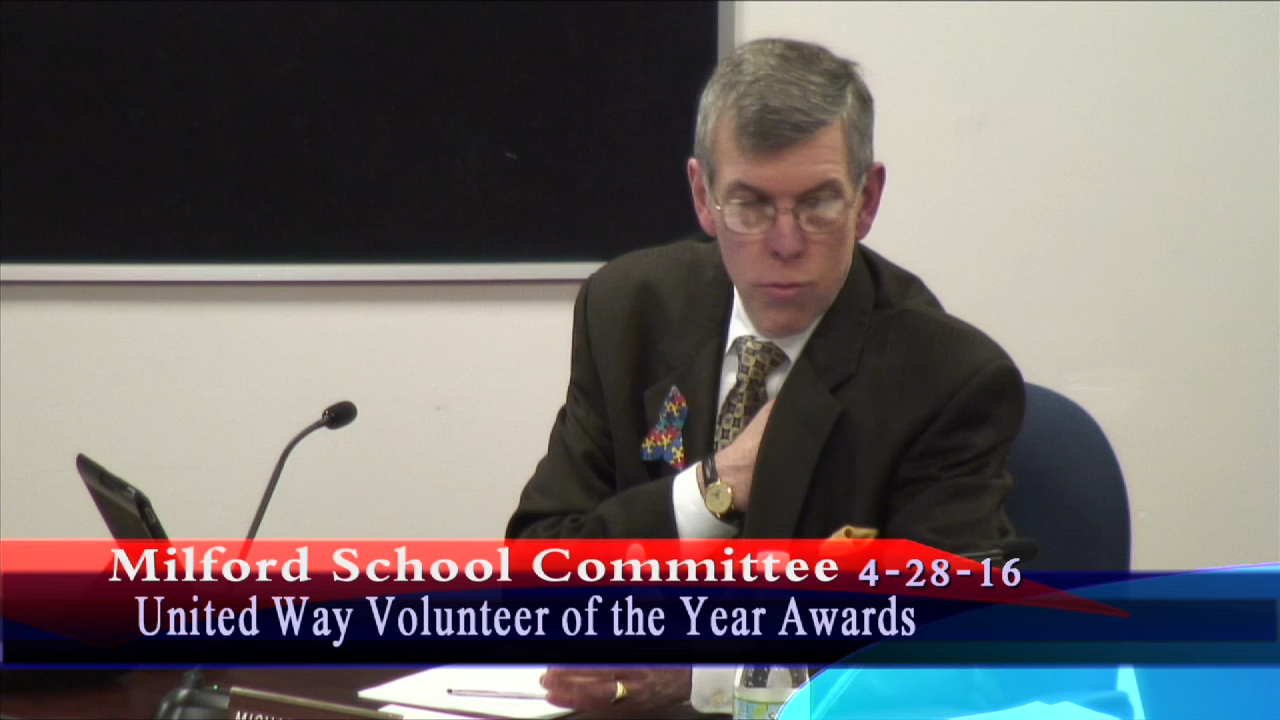 Milford School Committee 4-28-16
United Way Volunteer of the Year Awards